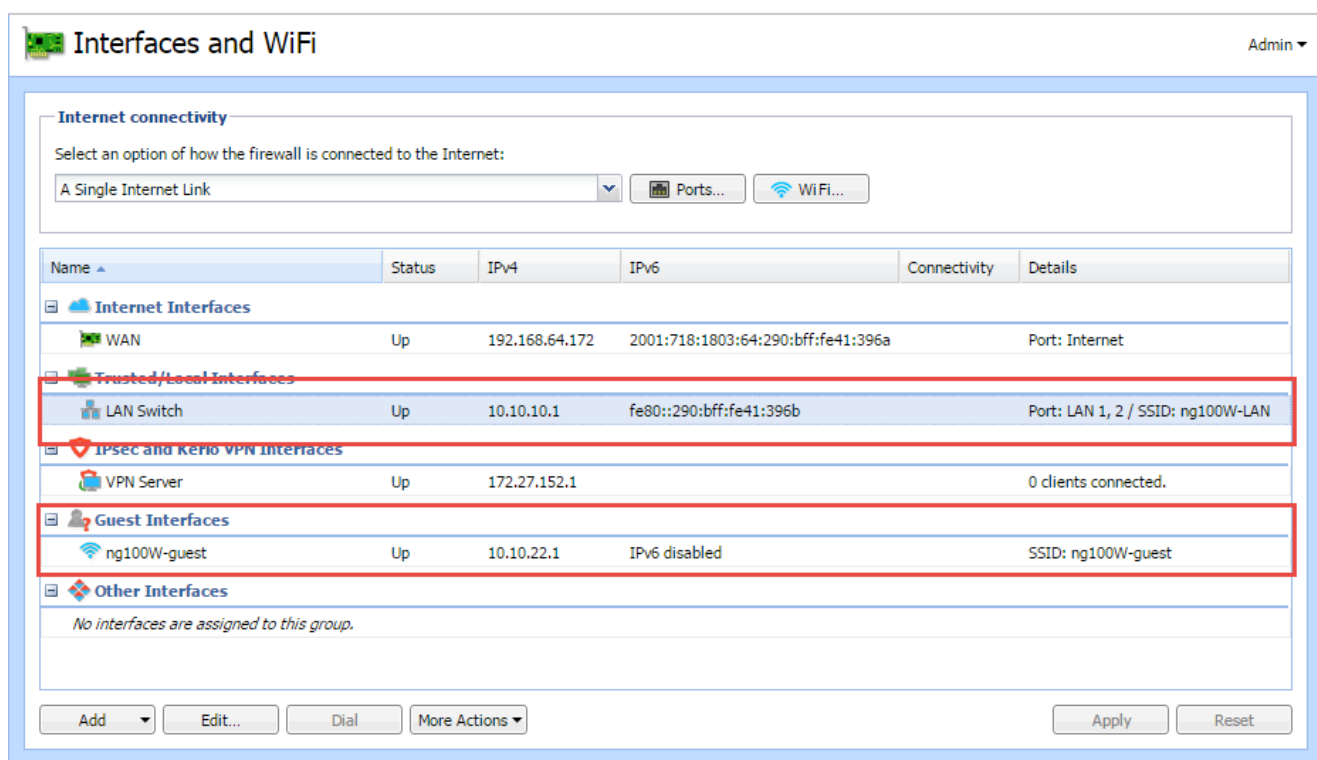 Interfaces and WiFi
Admin
Internet connectivity
Select an option of how the firewall is connected to the Internet:
A Single Internet Link Ports... WiFi...
Name Status IPv4 IPv6 Connectivity Details
Internet Interfaces
WAN Up 192.168.64.172 2001:718:1803:64:290:bff:fe41:396a Port: Internet
Trusted/Local Interfaces
LAN Switch Up 10.10.10.1 fe80::290:bff:fe41:396b Port: LAN 1, 2 / SSID: ng100W-LAN
IPsec and Kerio VPN Interfaces
VPN Server Up 172.27.152.1 0 clients connected.
Guest Interfaces
ng100W-guest Up 10.10.22.1 IPv6 disabled SSID: ng100W-guest
Other Interfaces
No interfaces are assigned to this group.
Add Edit... Dial More Actions Apply Reset